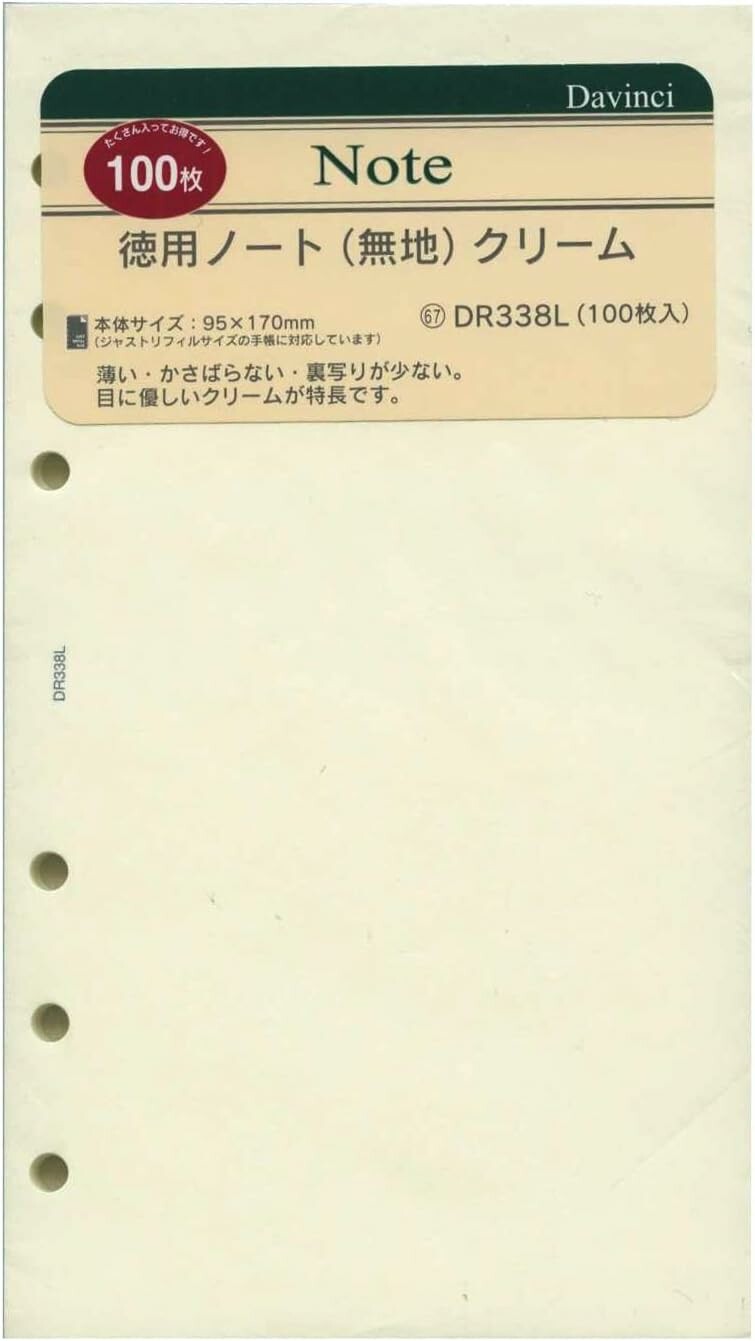 Davinci
たくさん入ってお得です!
100枚
Note
徳用ノート(無地)クリーム
本体サイズ:95×170mm
(ジャストリフィルサイズの手帳に対応しています)
㊿+67 DR338L(100枚入)
薄い・かさばらない・裏写りが少ない。
目に優しいクリームが特長です。
DR338L